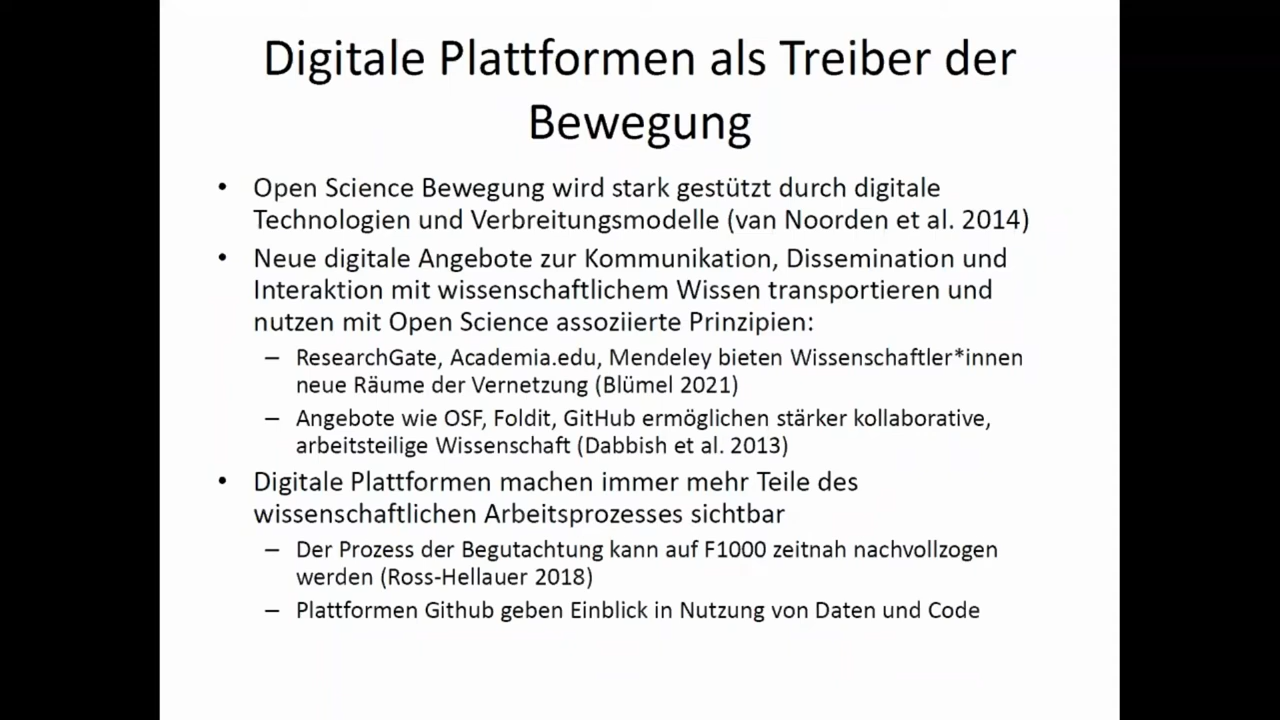 Digitale Plattformen als Treiber der
Bewegung
• Open Science Bewegung wird stark gestützt durch digitale
Technologien und Verbreitungsmodelle (van Noorden et al. 2014)
• Neue digitale Angebote zur Kommunikation, Dissemination und
Interaktion mit wissenschaftlichem Wissen transportieren und
nutzen mit Open Science assoziierte Prinzipien:
– ResearchGate, Academia.edu, Mendeley bieten Wissenschaftler*innen
neue Räume der Vernetzung (Blümel 2021)
– Angebote wie OSF, Foldit, GitHub ermöglichen stärker kollaborative,
arbeitsteilige Wissenschaft (Dabbish et al. 2013)
• Digitale Plattformen machen immer mehr Teile des
wissenschaftlichen Arbeitsprozesses sichtbar
– Der Prozess der Begutachtung kann auf F1000 zeitnah nachvollzogen
werden (Ross-Hellauer 2018)
– Plattformen Github geben Einblick in Nutzung von Daten und Code